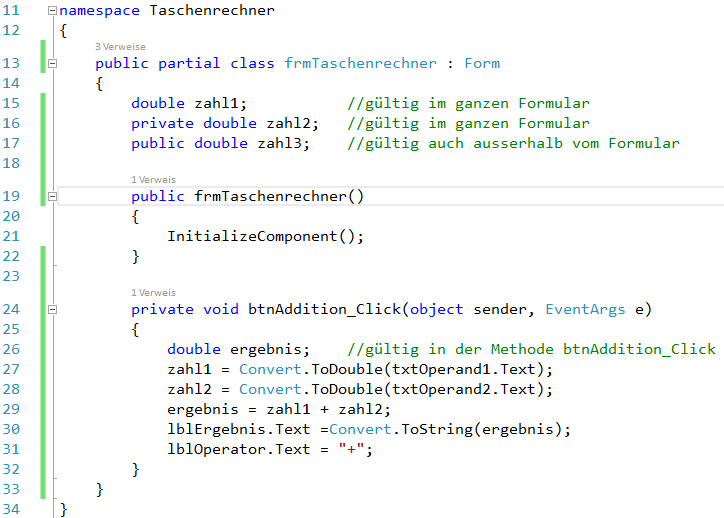 11 namespace Taschenrechner
12 {
3 Verweise
13 public partial class frmTaschenrechner : Form
14 {
15 double zahl1; //gültig im ganzen Formular
16 private double zahl2; //gültig im ganzen Formular
17 public double zahl3; //gültig auch ausserhalb vom Formular
18
1 Verweis
19 public frmTaschenrechner()
20 {
21 InitializeComponent();
22 }
23
1 Verweis
24 private void btnAddition_Click(object sender, EventArgs e)
25 {
26 double ergebnis; //gültig in der Methode btnAddition_Click
27 zahl1 = Convert.ToDouble(txtOperand1.Text);
28 zahl2 = Convert.ToDouble(txtOperand2.Text);
29 ergebnis = zahl1 + zahl2;
30 lblErgebnis.Text =Convert.ToString(ergebnis);
31 lblOperator.Text = "+";
32 }
33 }
34 }